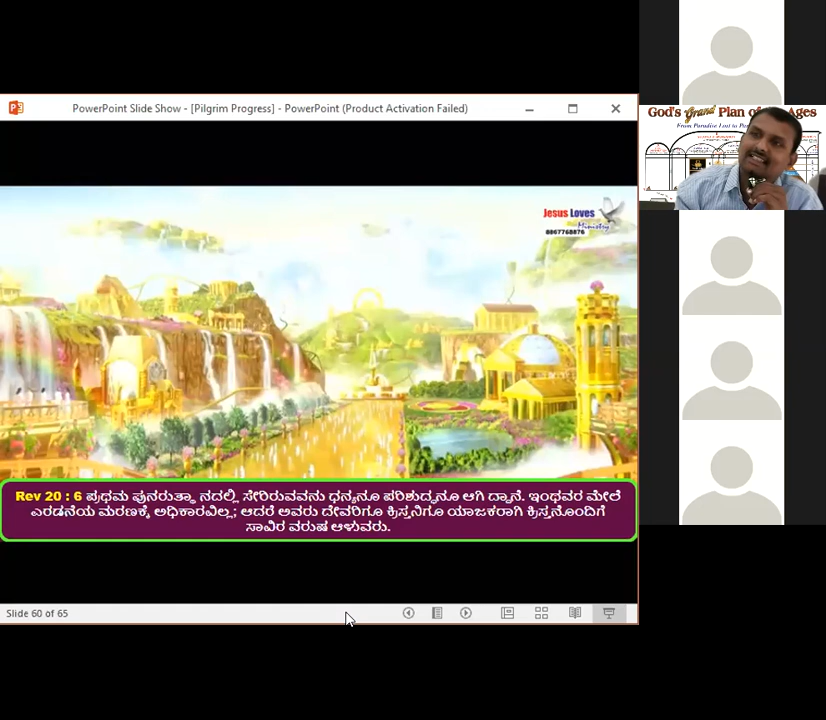 PowerPoint Slide Show - [Pilgrim Progress] - PowerPoint (Product Activation Failed)
God's Grand Plan of Ages
Jesus Loves
Ministry
8867768876
Rev 20 : 6 ಪ್ರಥಮ ಪುನರುತ್ಥಾ ನದಲ್ಲಿ ಸೇರಿರುವವನು ಧನ್ಯನೂ ಪರಿಶುದ್ಧನೂ ಆಗಿ ದ್ದಾನೆ. ಇಂಥವರ ಮೇಲೆ
ಎರಡನೆಯ ಮರಣಕ್ಕೆ ಅಧಿಕಾರವಿಲ್ಲ; ಆದರೆ ಅವರು ದೇವರಿಗೂ ಕ್ರಿಸ್ತನಿಗೂ ಯಾಜಕರಾಗಿ ಕ್ರಿಸ್ತನೊಂದಿಗೆ
ಸಾವಿರ ವರುಷ ಆಳುವರು.
Slide 60 of 65